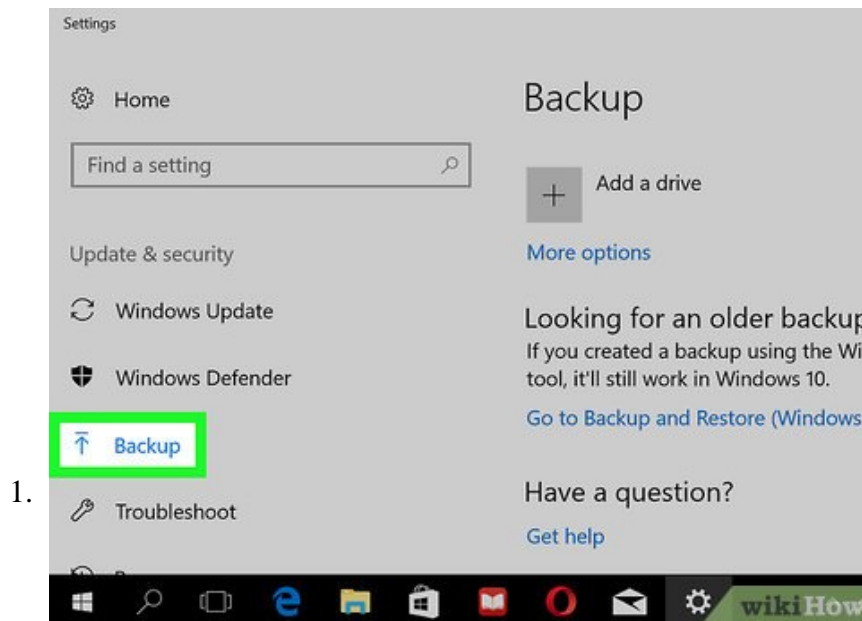 Settings
Home
Find a setting
Update & security
Windows Update
Windows Defender
Backup
Troubleshoot
Backup
Add a drive
More options
Looking for an older backup
If you created a backup using the Wi
tool, it'll still work in Windows 10.
Go to Backup and Restore (Windows
Have a question?
Get help
1.
wikiHow